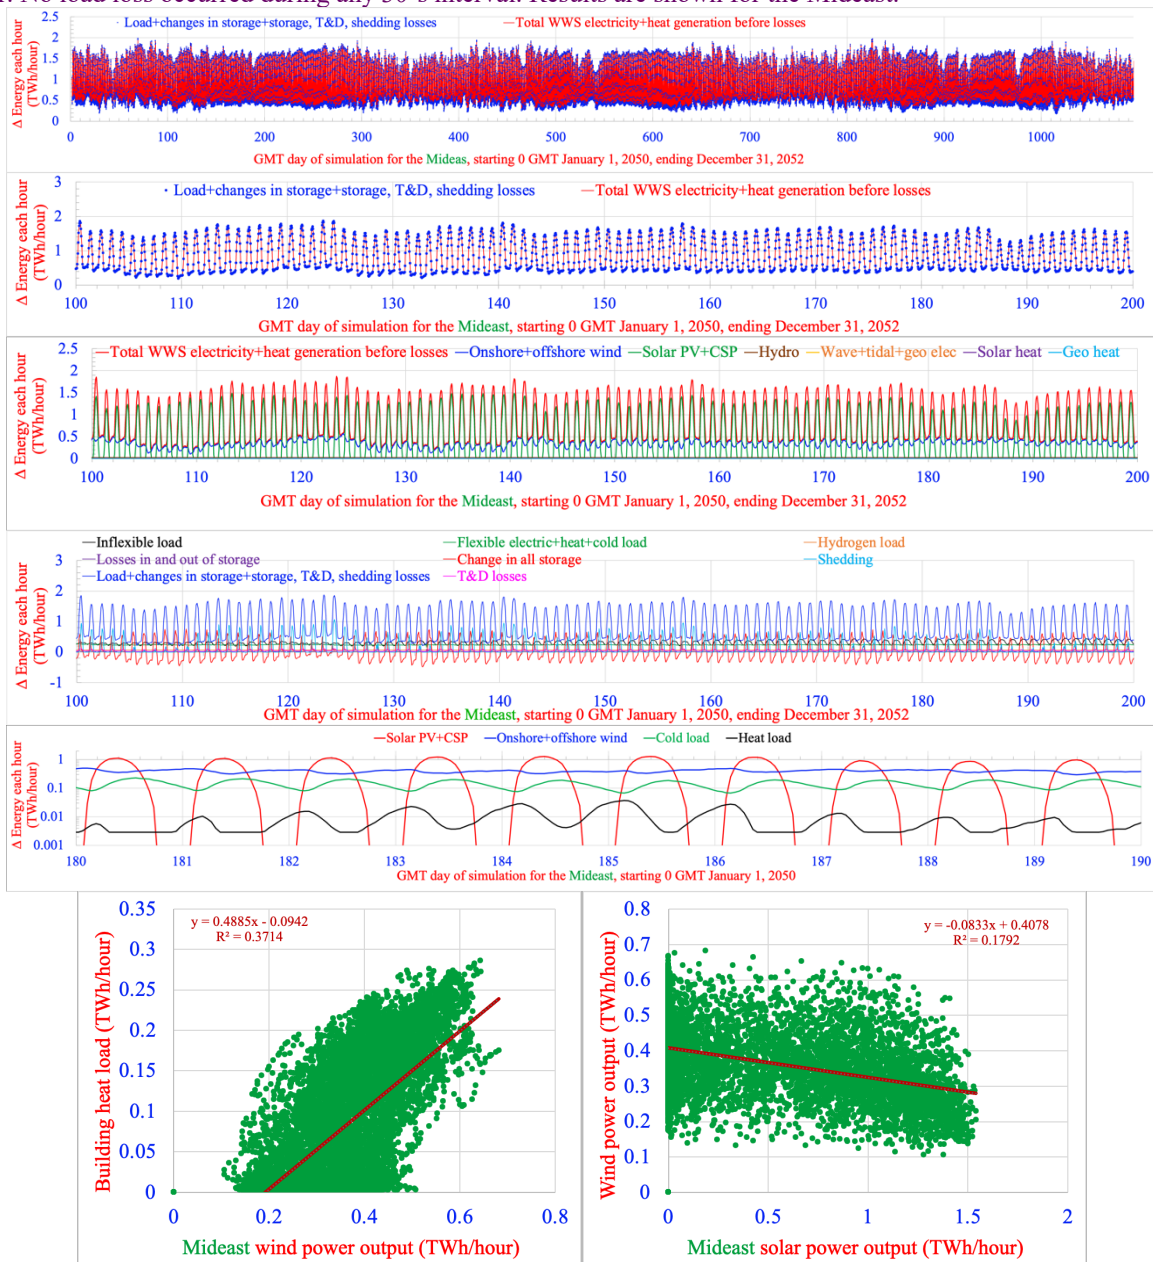 No load loss occurred during any 30-s interval. Results are shown for the Mideast.
· Load+changes in storage+storage, T&D, shedding losses —Total WWS electricity+heat generation before losses
Δ Energy each hour
(TWh/hour)
2.5
2
1.5
1
0.5
0
0 100 200 300 400 500 600 700 800 900 1000
GMT day of simulation for the Mideas, starting 0 GMT January 1, 2050, ending December 31, 2052
· Load+changes in storage+storage, T&D, shedding losses —Total WWS electricity+heat generation before losses
Δ Energy each hour
(TWh/hour)
3
2
1
0
100 110 120 130 140 150 160 170 180 190 200
GMT day of simulation for the Mideast, starting 0 GMT January 1, 2050, ending December 31, 2052
—Total WWS electricity+heat generation before losses —Onshore+offshore wind —Solar PV+CSP —Hydro —Wave+tidal+geo elec —Solar heat —Geo heat
Δ Energy each hour
(TWh/hour)
2.5
2
1.5
1
0.5
0
100 110 120 130 140 150 160 170 180 190 200
GMT day of simulation for the Mideast, starting 0 GMT January 1, 2050, ending December 31, 2052
—Inflexible load —Flexible electric+heat+cold load —Hydrogen load
—Losses in and out of storage —Change in all storage —Shedding
—Load+changes in storage+storage, T&D, shedding losses —T&D losses
Δ Energy each hour
(TWh/hour)
3
2
1
0
-1
100 110 120 130 140 150 160 170 180 190 200
GMT day of simulation for the Mideast, starting 0 GMT January 1, 2050, ending December 31, 2052
—Solar PV+CSP —Onshore+offshore wind —Cold load —Heat load
Δ Energy each hour
(TWh/hour)
1
0.1
0.01
0.001
180 181 182 183 184 185 186 187 188 189 190
GMT day of simulation for the Mideast, starting 0 GMT January 1, 2050
Building heat load (TWh/hour)
0.35
0.3
0.25
0.2
0.15
0.1
0.05
0
y = 0.4885x - 0.0942
R² = 0.3714
0 0.2 0.4 0.6 0.8
Mideast wind power output (TWh/hour)
Wind power output (TWh/hour)
0.8
0.7
0.6
0.5
0.4
0.3
0.2
0.1
0
y = -0.0833x + 0.4078
R² = 0.1792
0 0.5 1 1.5 2
Mideast solar power output (TWh/hour)